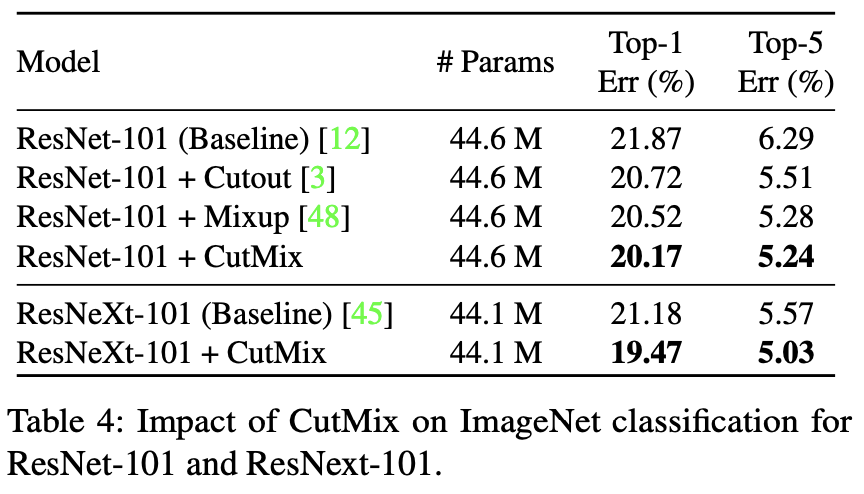 Model # Params Top-1 Err (%) Top-5 Err (%)
ResNet-101 (Baseline) [12] 44.6 M 21.87 6.29
ResNet-101 + Cutout [3] 44.6 M 20.72 5.51
ResNet-101 + Mixup [48] 44.6 M 20.52 5.28
ResNet-101 + CutMix 44.6 M 20.17 5.24
ResNeXt-101 (Baseline) [45] 44.1 M 21.18 5.57
ResNeXt-101 + CutMix 44.1 M 19.47 5.03
Table 4: Impact of CutMix on ImageNet classification for
ResNet-101 and ResNext-101.